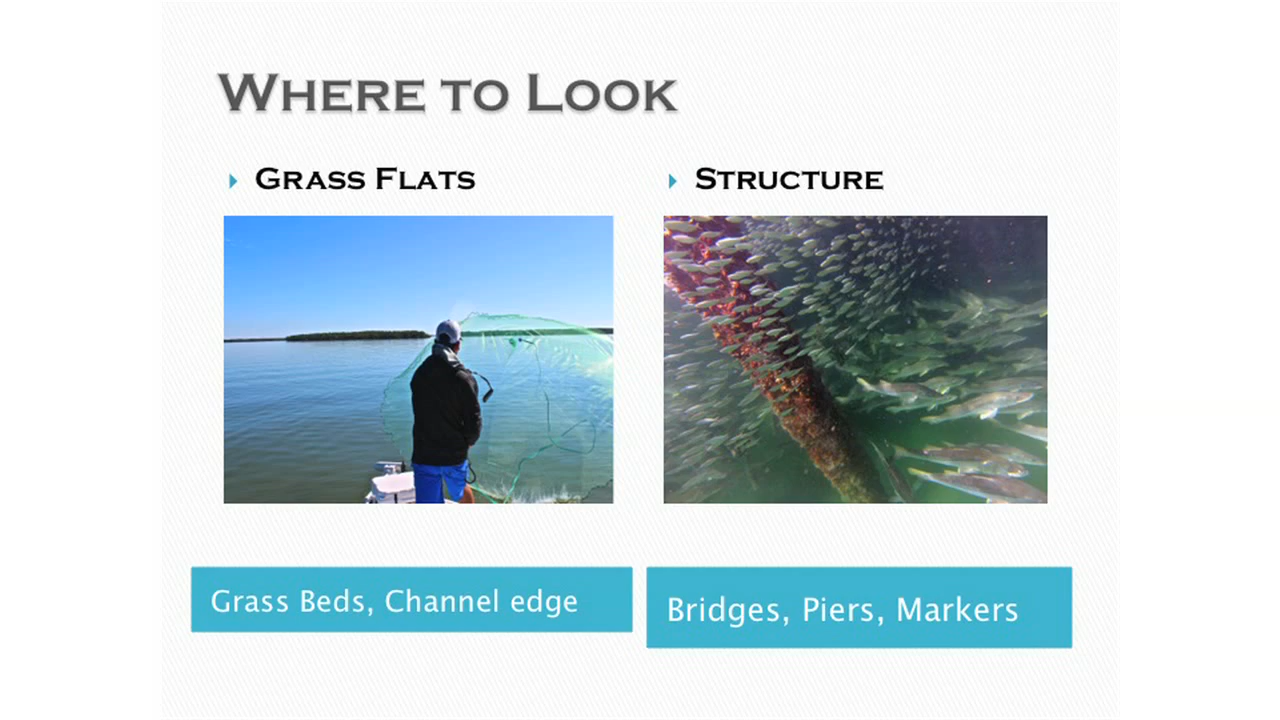 Where to Look
Grass Flats
Structure
Grass Beds, Channel edge
Bridges, Piers, Markers